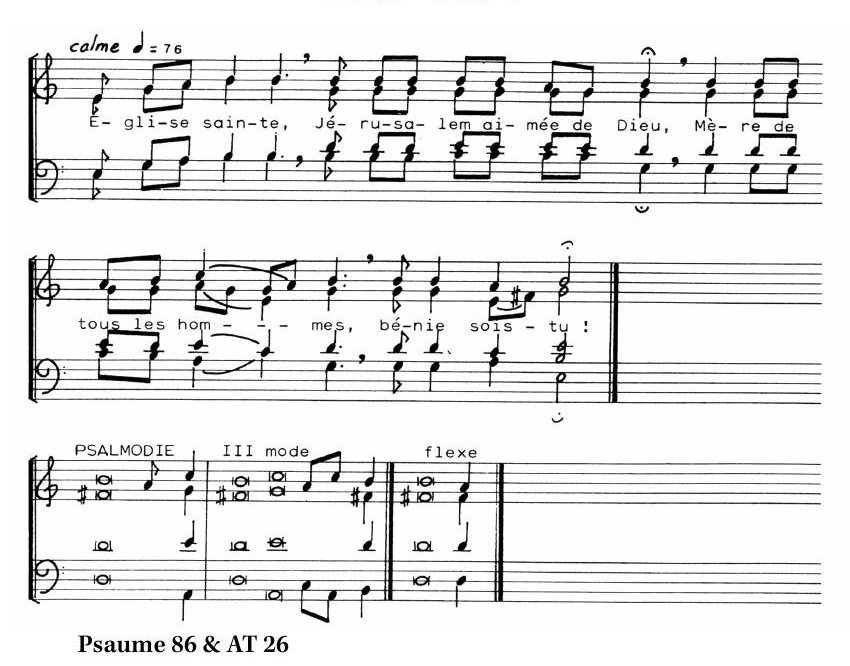 calme ♩ = 76
É- gli-se sain-te, Jé- ru-sa- lem ai- mée de Dieu, Mè- re de
tous les hom - - - mes, bé-nie sois - tu !
PSALMODIE III mode flexe
Psaume 86 & AT 26